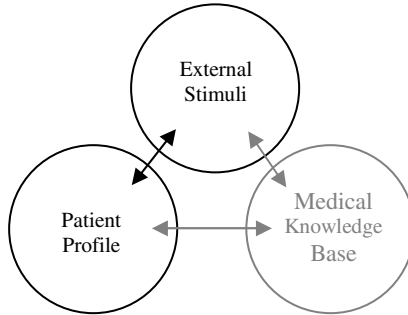 External
Stimuli
Patient
Profile
Medical
Knowledge
Base